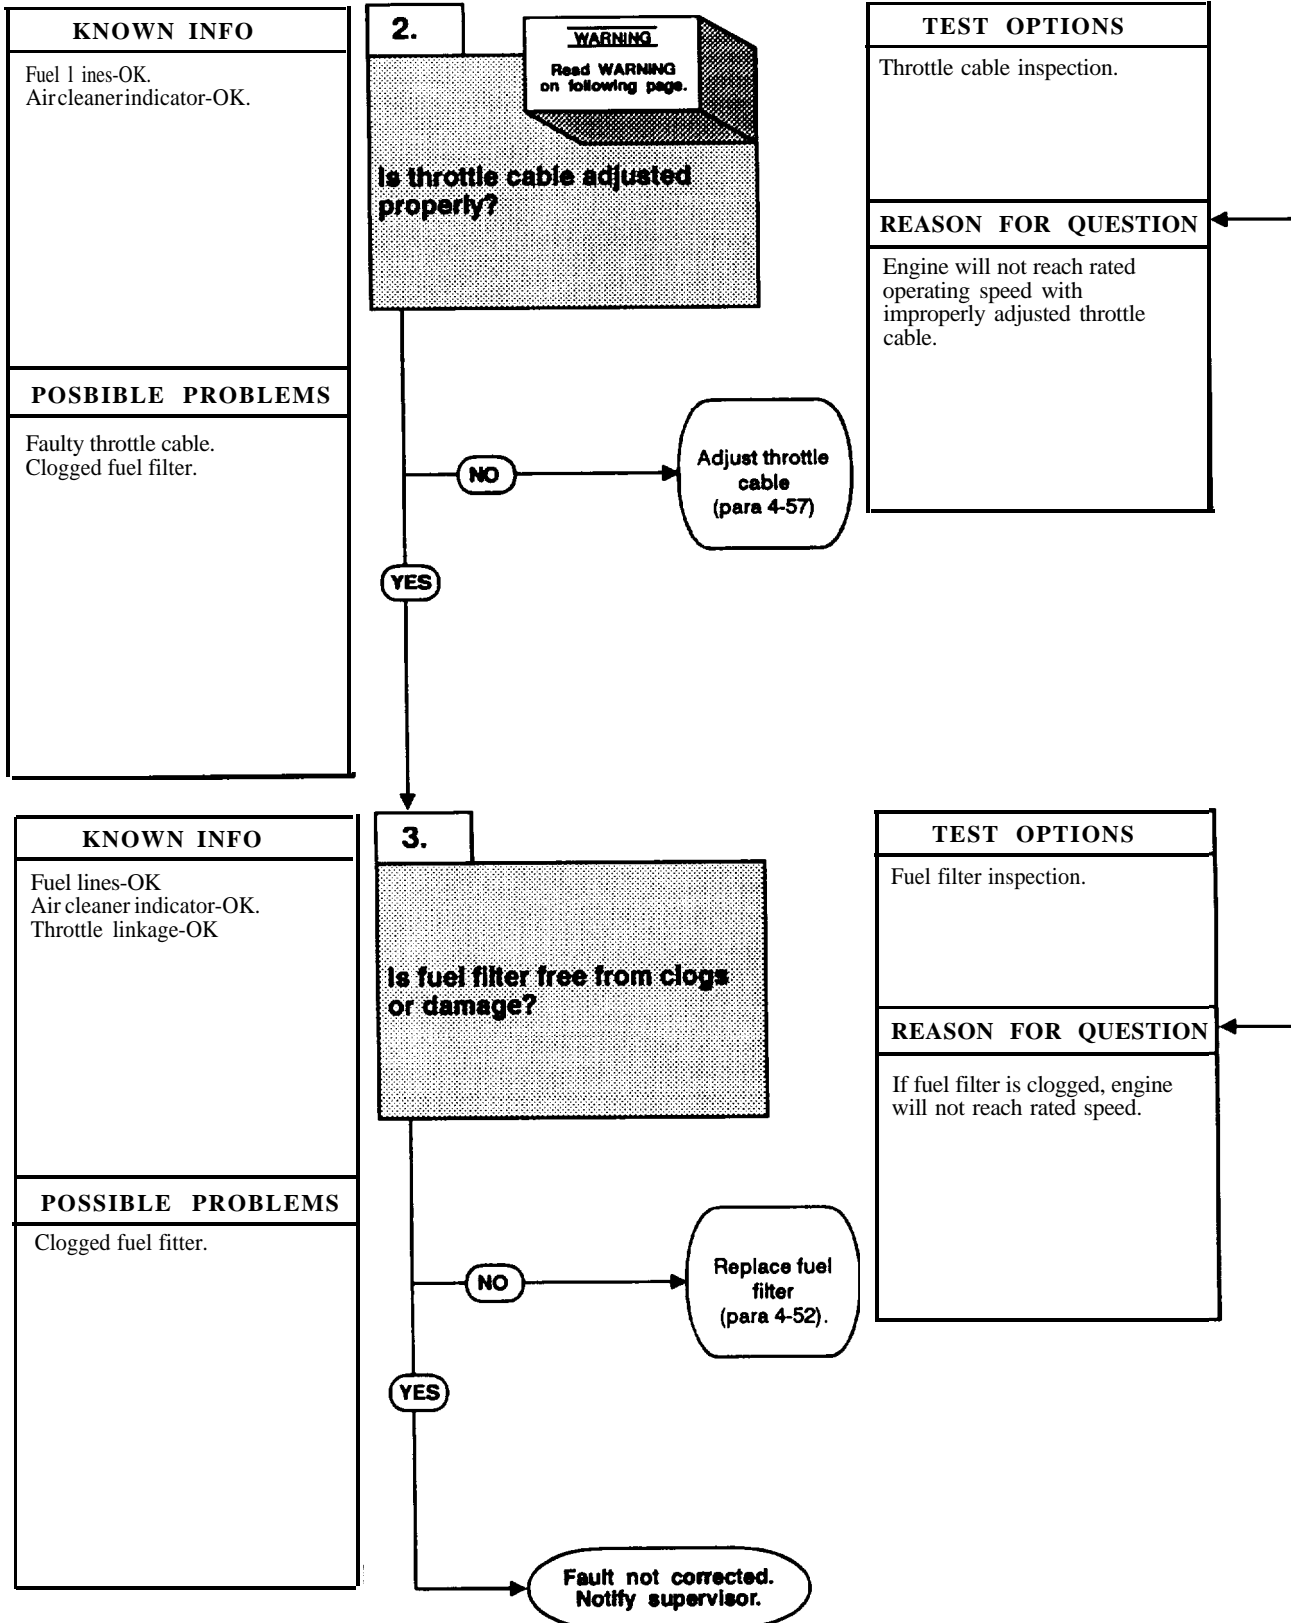 KNOWN INFO
Fuel l ines-OK.
Aircleanerindicator-OK.
POSBIBLE PROBLEMS
Faulty throttle cable.
Clogged fuel filter.
2.
WARNING
Read WARNING
on following page.
Is throttle cable adjusted
properly?
NO
Adjust throttle
cable
(para 4-57)
YES
TEST OPTIONS
Throttle cable inspection.
REASON FOR QUESTION
Engine will not reach rated
operating speed with
improperly adjusted throttle
cable.
KNOWN INFO
Fuel lines-OK
Air cleaner indicator-OK.
Throttle linkage-OK
POSSIBLE PROBLEMS
Clogged fuel fitter.
3.
Is fuel filter free from clogs
or damage?
NO
Replace fuel
filter
(para 4-52).
YES
Fault not corrected.
Notify supervisor.
TEST OPTIONS
Fuel filter inspection.
REASON FOR QUESTION
If fuel filter is clogged, engine
will not reach rated speed.